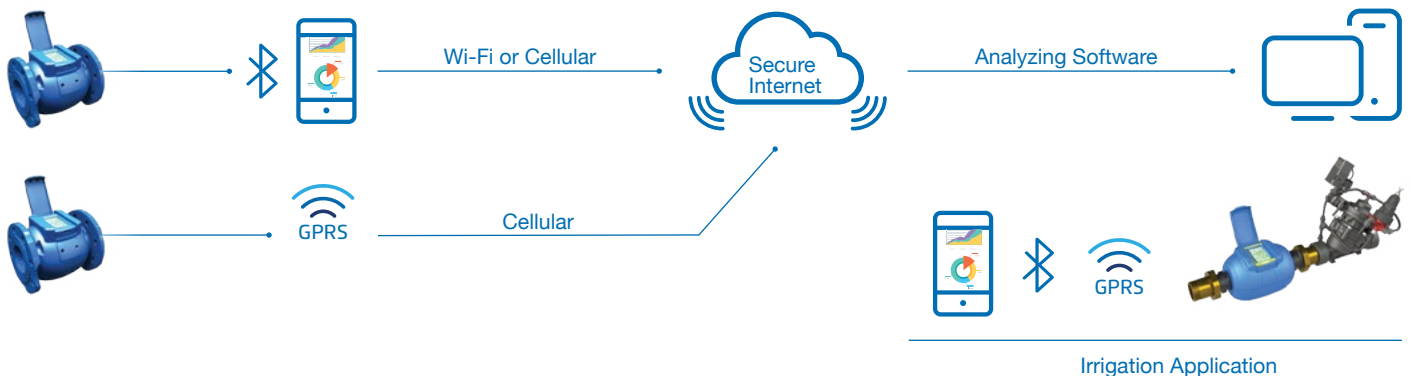 Wi-Fi or Cellular
Secure
Internet
Analyzing Software
GPRS
Cellular
GPRS
Irrigation Application